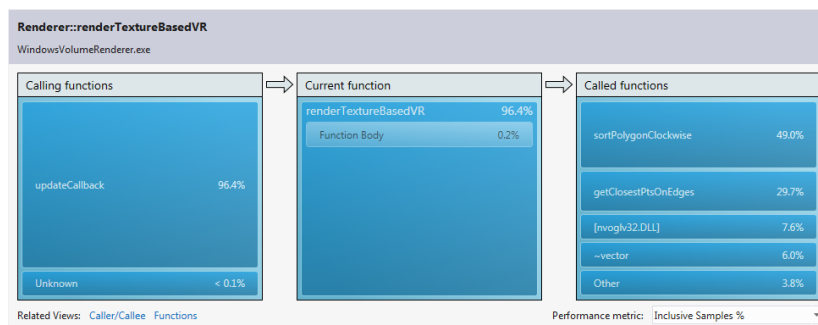 Renderer::renderTextureBasedVR
WindowsVolumeRenderer.exe
Calling functions
updateCallback 96.4%
Unknown < 0.1%
Current function
renderTextureBasedVR 96.4%
Function Body 0.2%
Called functions
sortPolygonClockwise 49.0%
getClosestPtsOnEdges 29.7%
[nvoglv32.DLL] 7.6%
~vector 6.0%
Other 3.8%
Related Views: Caller/Callee Functions
Performance metric: Inclusive Samples %